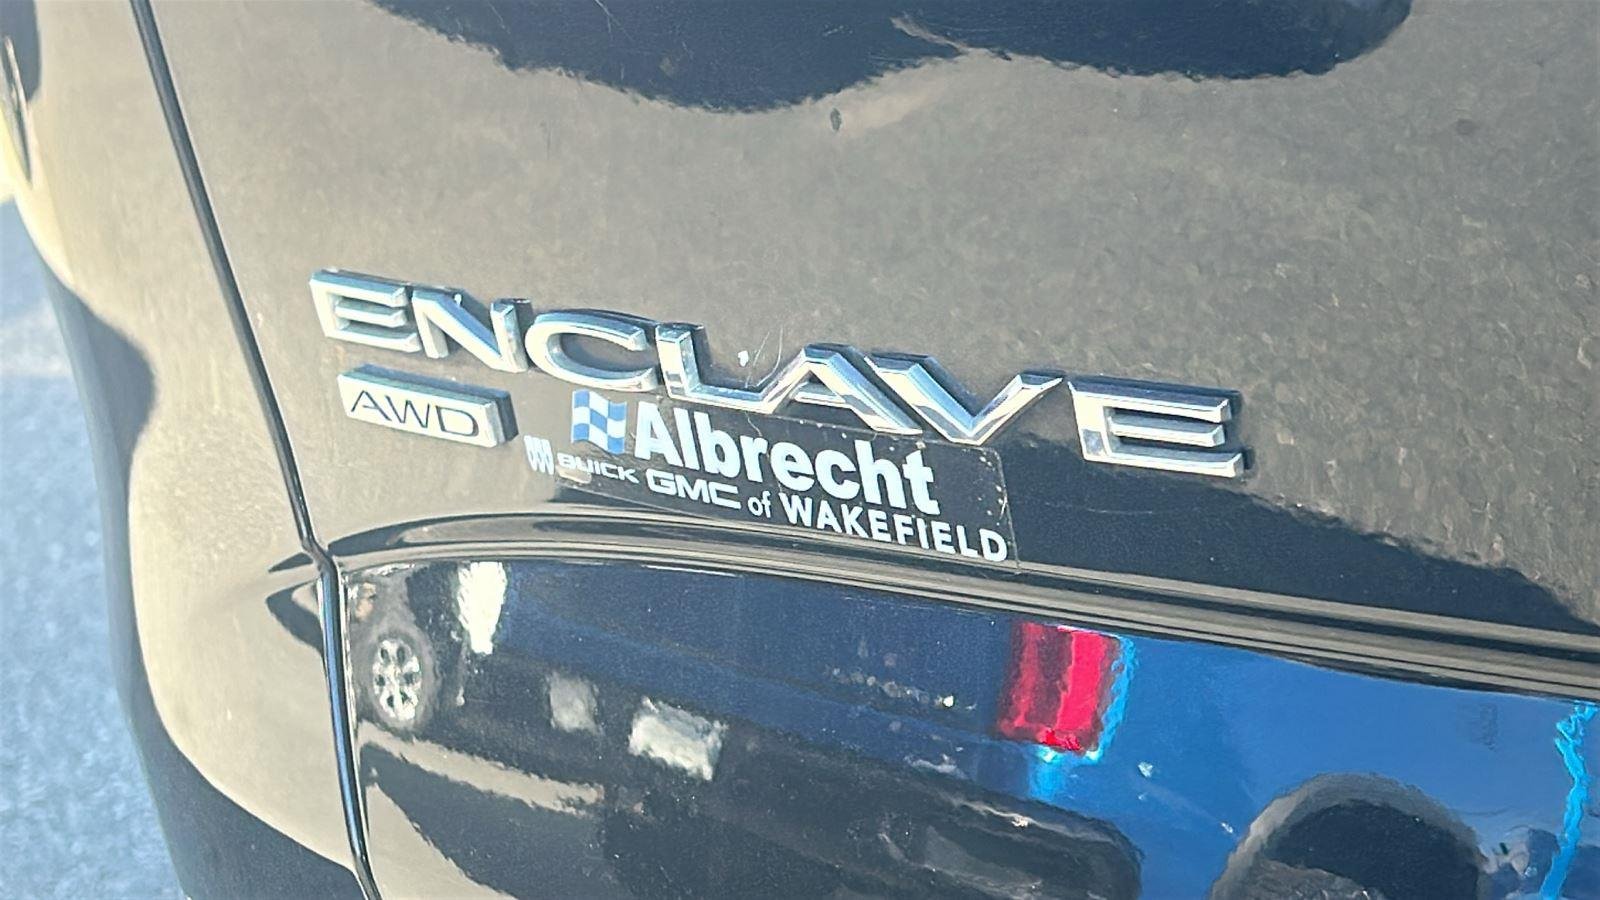 ENCLAVE
AWD
Albrecht
BUICK GMC of WAKEFIELD